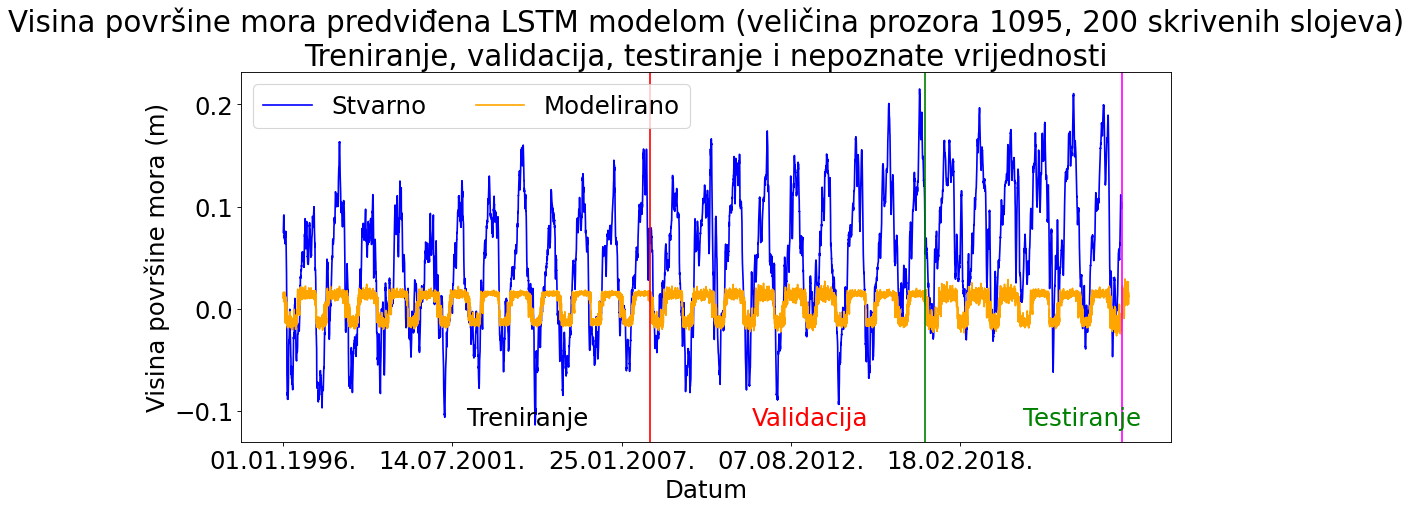 Visina površine mora predviđena LSTM modelom (veličina prozora 1095, 200 skrivenih slojeva)
Treniranje, validacija, testiranje i nepoznate vrijednosti
Stvarno
Modelirano
Visina površine mora (m)
0.2
0.1
0.0
−0.1
Treniranje
Validacija
Testiranje
01.01.1996.
14.07.2001.
25.01.2007.
07.08.2012.
18.02.2018.
Datum